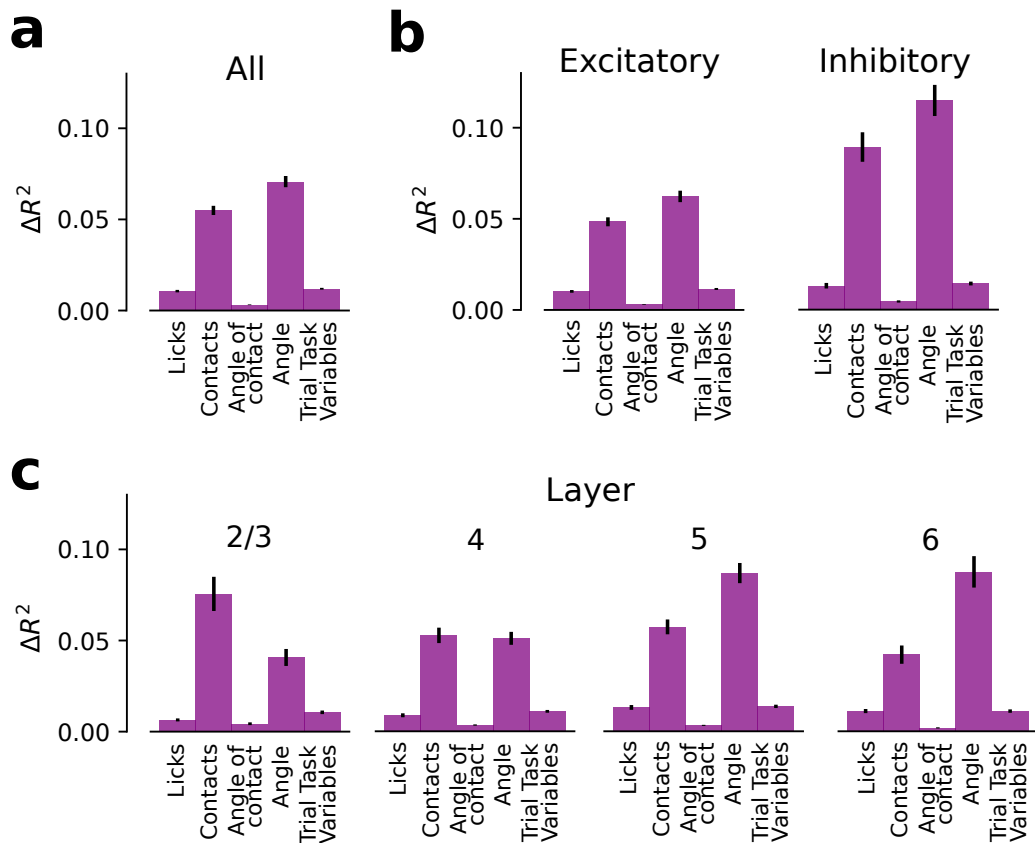 a
All
ΔR²
0.10
0.05
0.00
Licks
Contacts
Angle of
contact
Angle
Trial Task
Variables
b
Excitatory
Inhibitory
ΔR²
0.10
0.05
0.00
Licks
Contacts
Angle of
contact
Angle
Trial Task
Variables
Licks
Contacts
Angle of
contact
Angle
Trial Task
Variables
c
Layer
2/3
4
5
6
ΔR²
0.10
0.05
0.00
Licks
Contacts
Angle of
contact
Angle
Trial Task
Variables
Licks
Contacts
Angle of
contact
Angle
Trial Task
Variables
Licks
Contacts
Angle of
contact
Angle
Trial Task
Variables
Licks
Contacts
Angle of
contact
Angle
Trial Task
Variables